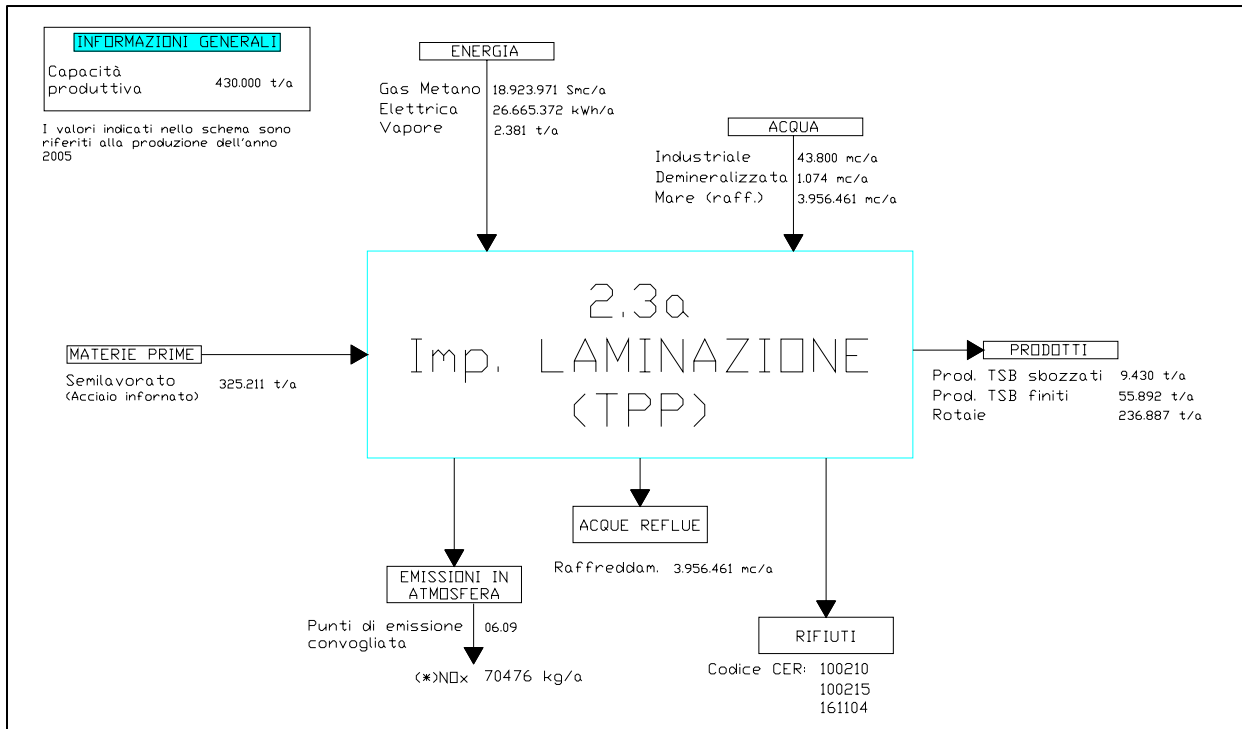 INFORMAZIONI GENERALI
Capacità
produttiva 430.000 t/a
I valori indicati nello schema sono
riferiti alla produzione dell'anno
2005
ENERGIA
Gas Metano 18.923.971 Smc/a
Elettrica 26.665.372 kWh/a
Vapore 2.381 t/a
ACQUA
Industriale 43.800 mc/a
Demineralizzata 1.074 mc/a
Mare (raff.) 3.956.461 mc/a
2.3a
Imp. LAMINAZIONE
(TPP)
MATERIE PRIME
Semilavorato 325.211 t/a
(Acciaio infornato)
PRODOTTI
Prod. TSB sbozzati 9.430 t/a
Prod. TSB finiti 55.892 t/a
Rotaie 236.887 t/a
ACQUE REFLUE
Raffreddam. 3.956.461 mc/a
EMISSIONI IN
ATMOSFERA
Punti di emissione 06.09
convogliata
(*)NOx 70476 kg/a
RIFIUTI
Codice CER: 100210
100215
161104